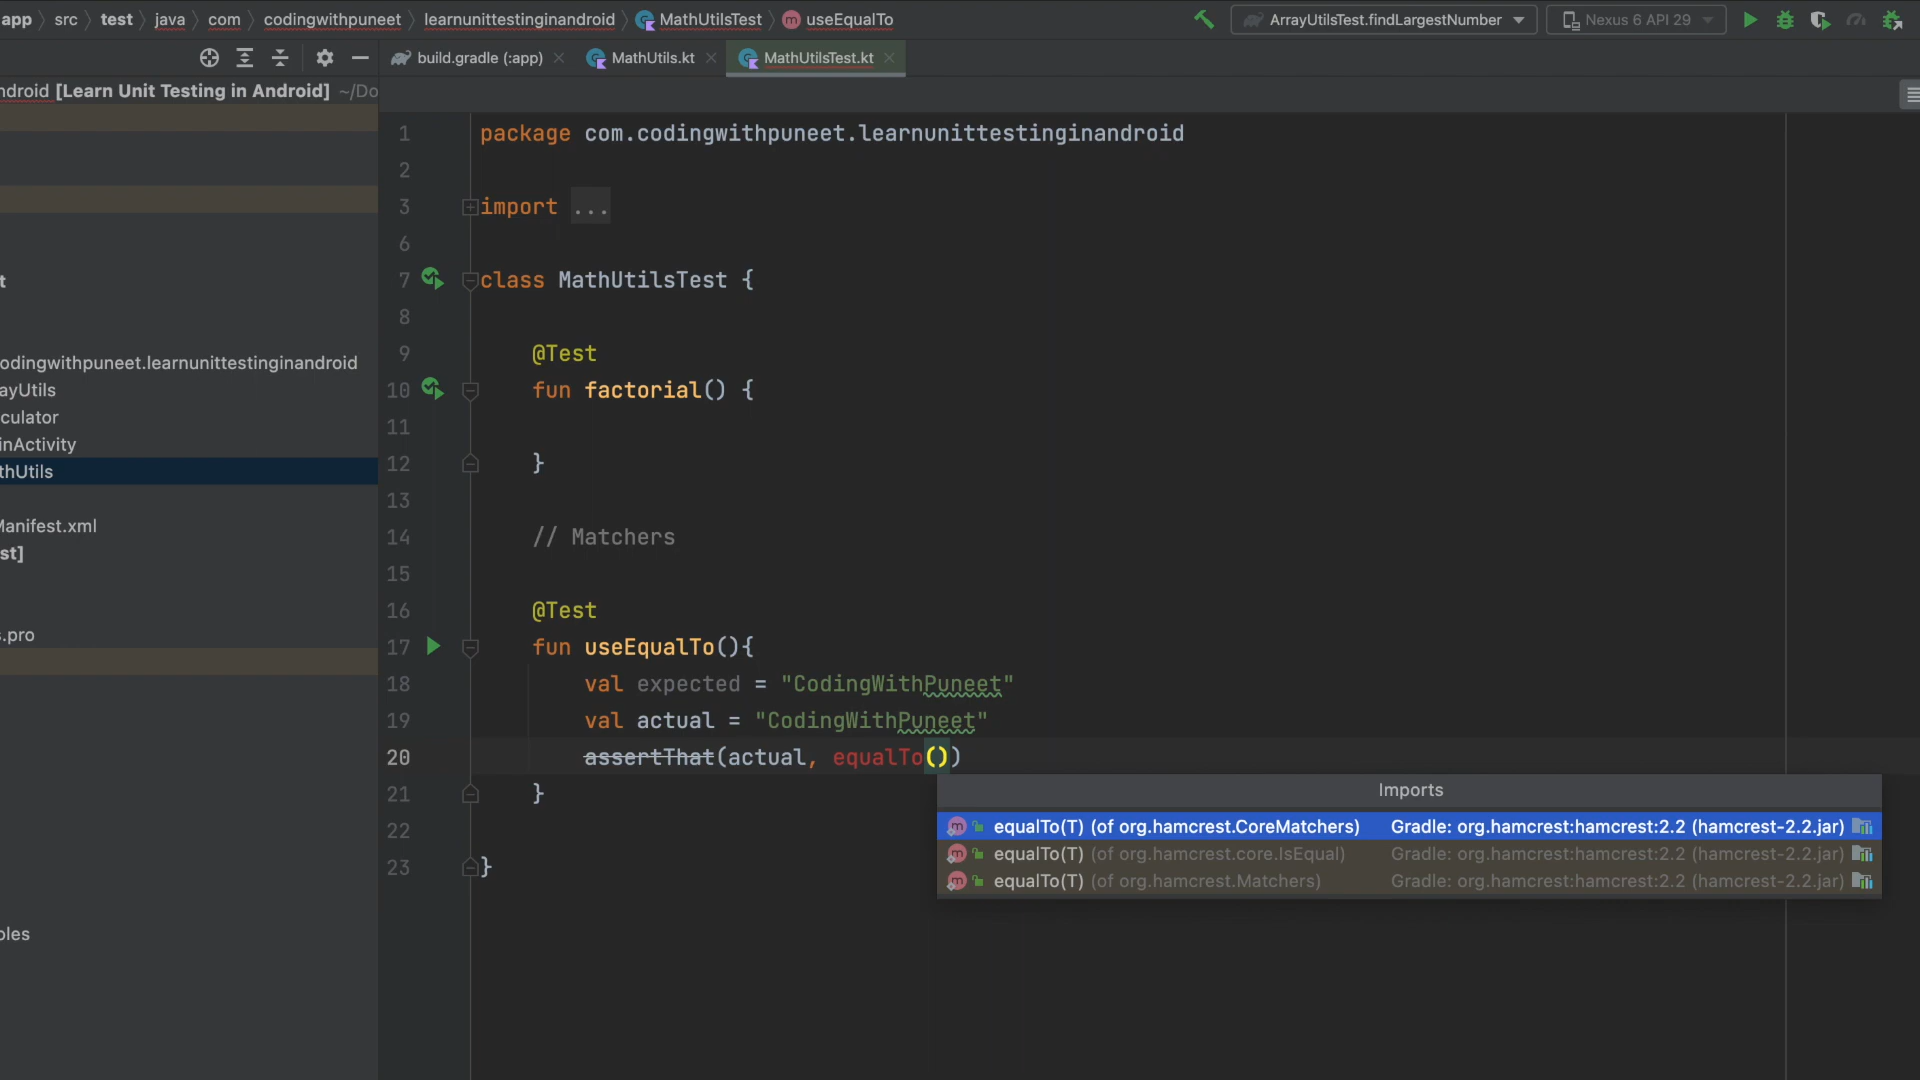 app src test java com codingwithpuneet learnunittestinginandroid MathUtilsTest useEqualTo ArrayUtilsTest.findLargestNumber Nexus 6 API 29
build.gradle (:app) MathUtils.kt MathUtilsTest.kt
ndroid [Learn Unit Testing in Android] ~/Do
t
odingwithpuneet.learnunittestinginandroid
ayUtils
culator
inActivity
thUtils
Manifest.xml
st]
s.pro
oles
1 package com.codingwithpuneet.learnunittestinginandroid
2
3 import ...
6
7 class MathUtilsTest {
8
9 @Test
10 fun factorial() {
11
12 }
13
14 // Matchers
15
16 @Test
17 fun useEqualTo(){
18 val expected = "CodingWithPuneet"
19 val actual = "CodingWithPuneet"
20 assertThat(actual, equalTo())
21 }
22
23 }
Imports
equalTo(T) (of org.hamcrest.CoreMatchers) Gradle: org.hamcrest:hamcrest:2.2 (hamcrest-2.2.jar)
equalTo(T) (of org.hamcrest.core.IsEqual) Gradle: org.hamcrest:hamcrest:2.2 (hamcrest-2.2.jar)
equalTo(T) (of org.hamcrest.Matchers) Gradle: org.hamcrest:hamcrest:2.2 (hamcrest-2.2.jar)